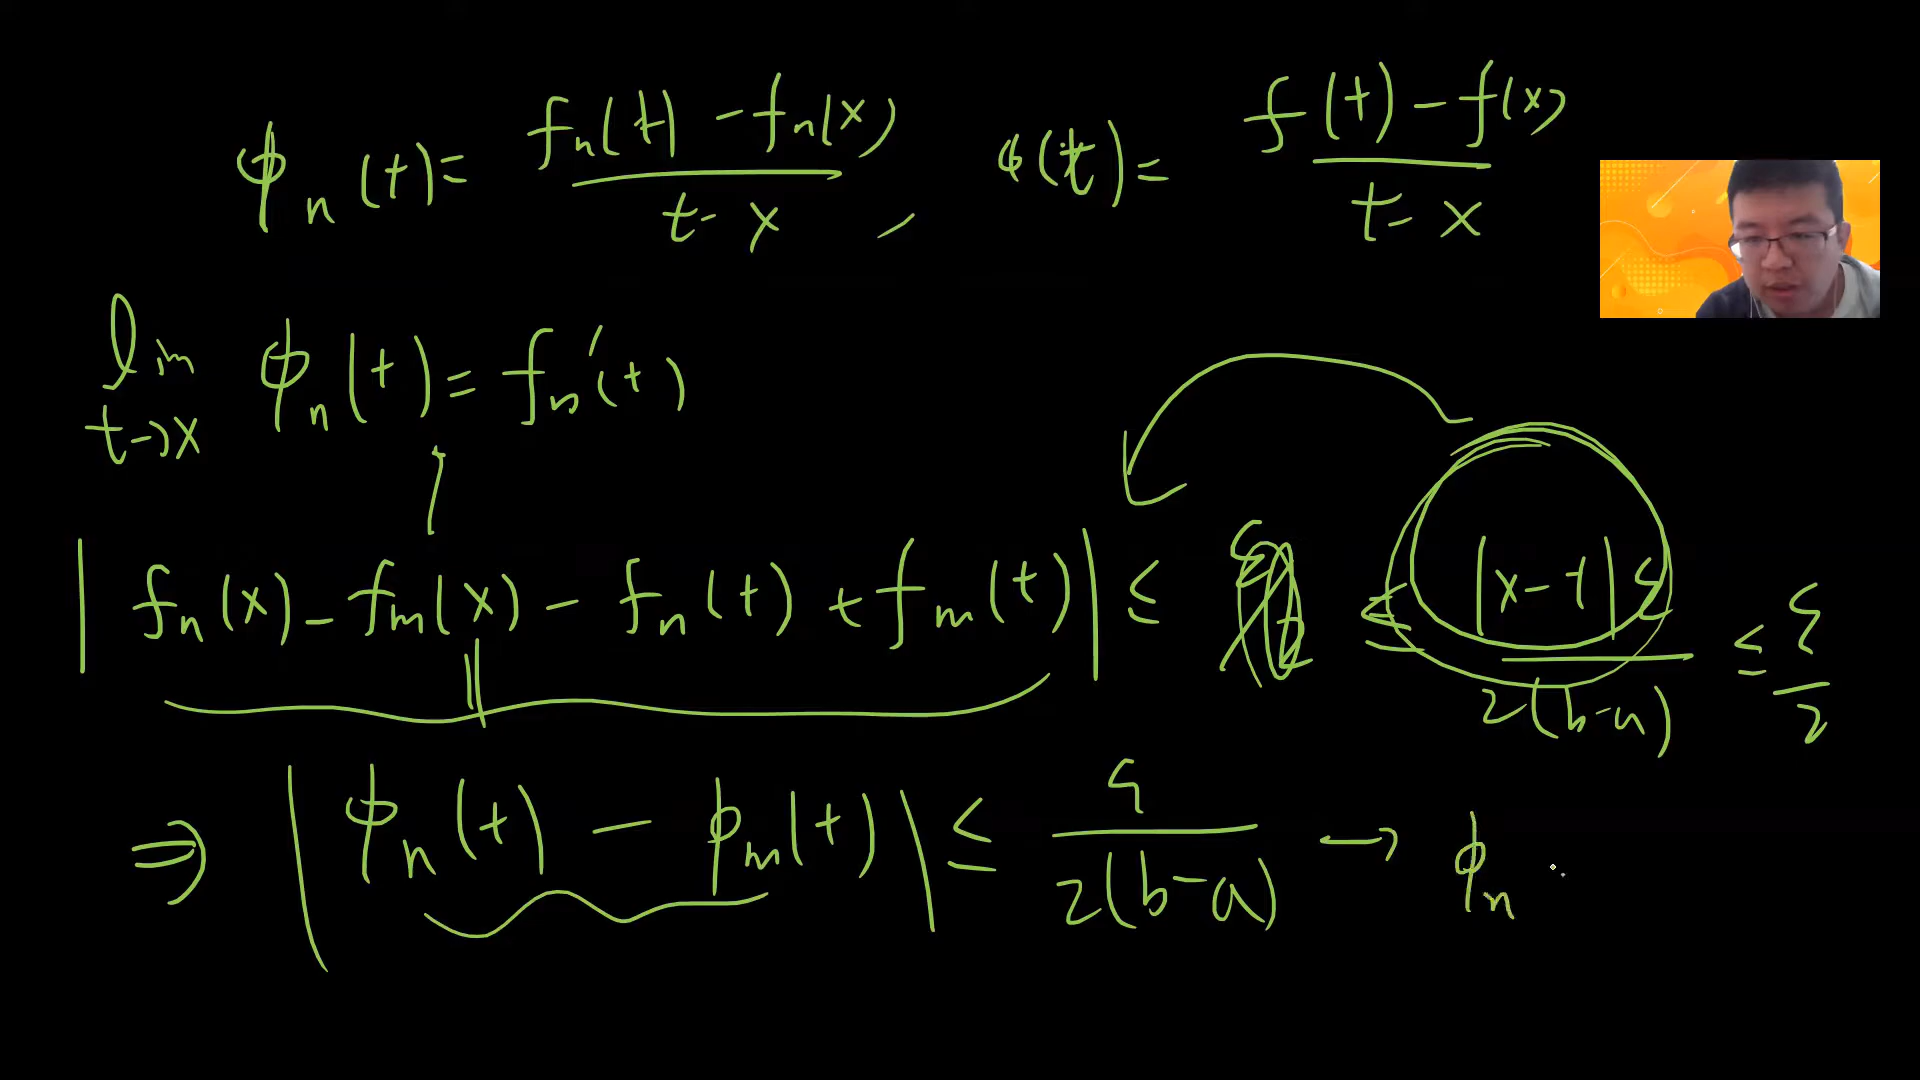 ϕₙ(t) = (fₙ(t) - fₙ(x))/(t - x) , ϕ(t) = (f(t) - f(x))/(t - x)
lim t→x ϕₙ(t) = fₙ'(t)
|fₙ(x) - fₘ(x) - fₙ(t) + fₘ(t)| ≤ ≤ |x - t| ε/(2(b-a)) ≤ ε/2
⇒ |ϕₙ(t) - ϕₘ(t)| ≤ ε/(2(b-a)) → ϕₙ